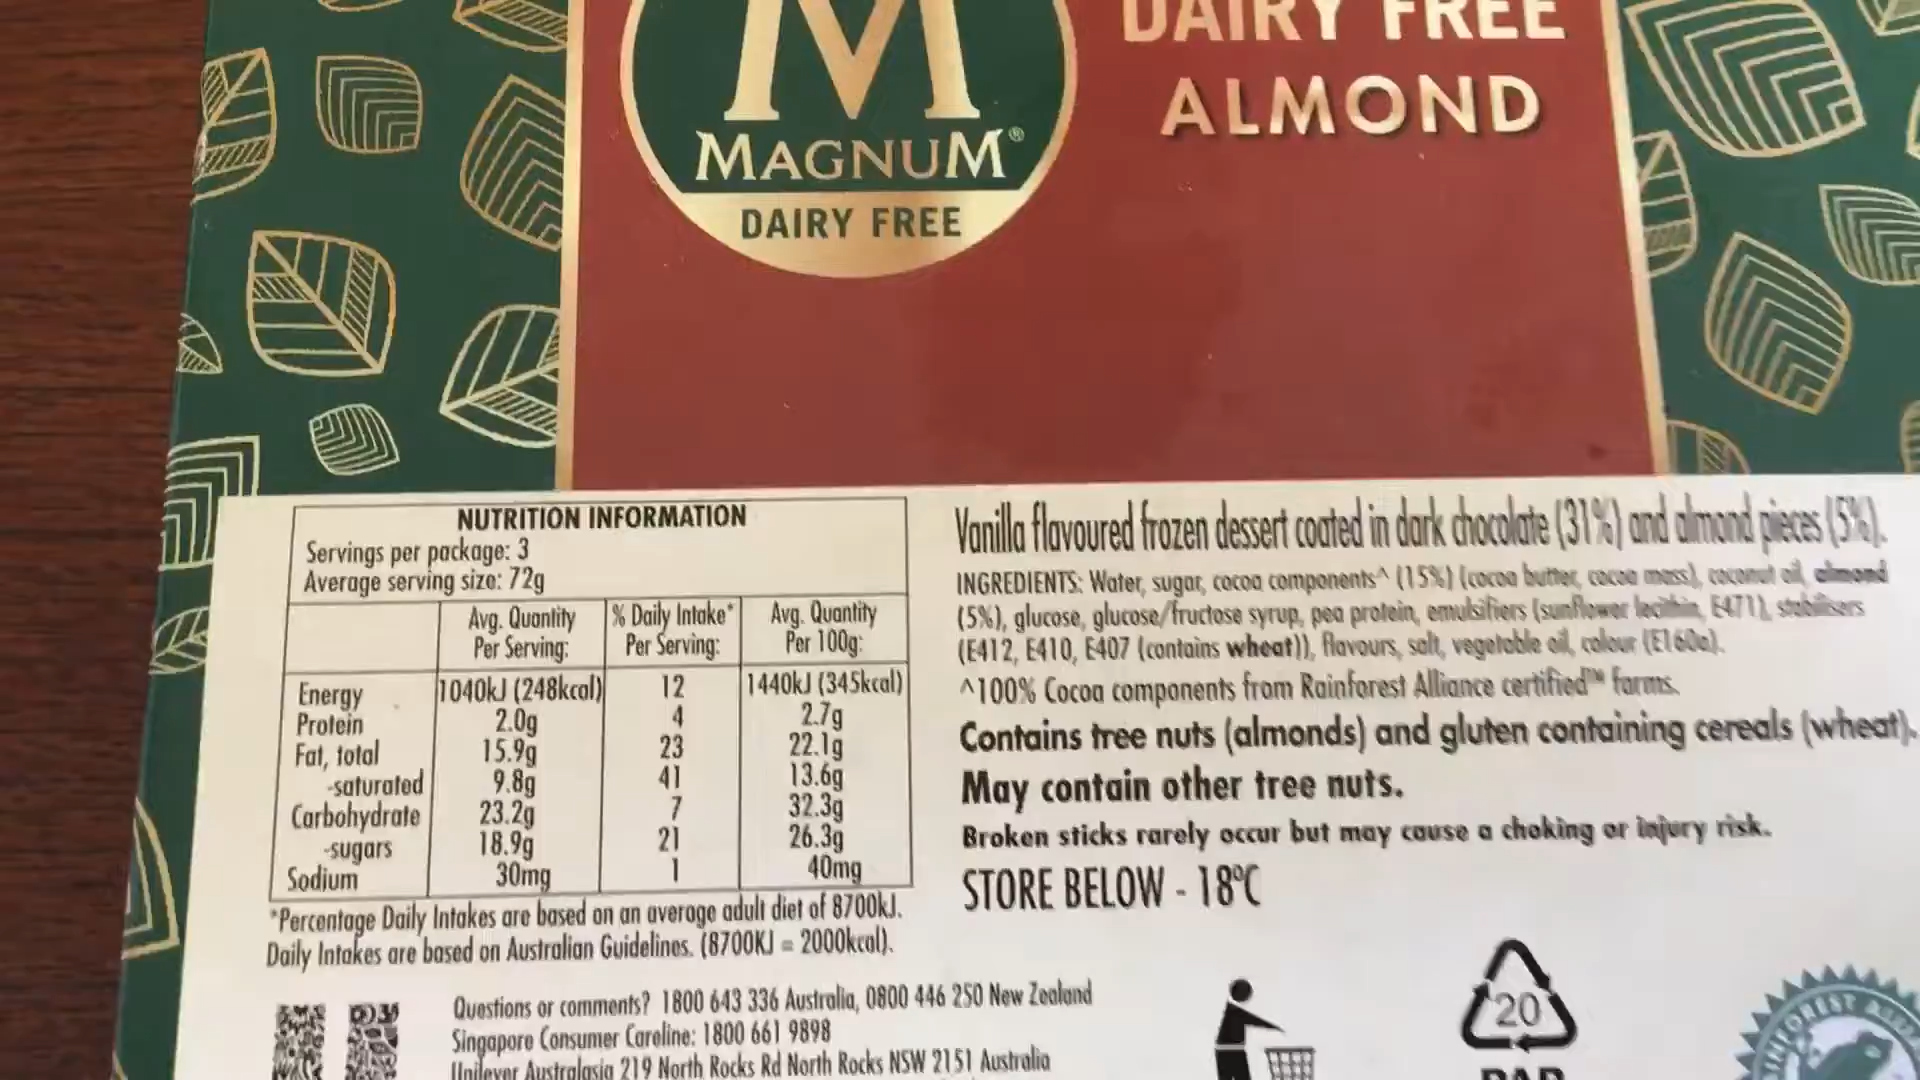 DAIRY FREE
ALMOND
M
MAGNUM®
DAIRY FREE
NUTRITION INFORMATION
Servings per package: 3
Average serving size: 72g
Avg. Quantity Per Serving: % Daily Intake* Per Serving: Avg. Quantity Per 100g:
Energy 1040kJ (248kcal) 12 1440kJ (345kcal)
Protein 2.0g 4 2.7g
Fat, total 15.9g 23 22.1g
-saturated 9.8g 41 13.6g
Carbohydrate 23.2g 7 32.3g
-sugars 18.9g 21 26.3g
Sodium 30mg 1 40mg
*Percentage Daily Intakes are based on an average adult diet of 8700kJ.
Daily Intakes are based on Australian Guidelines. (8700KJ = 2000kcal).
Vanilla flavoured frozen dessert coated in dark chocolate (31%) and almond pieces (5%).
INGREDIENTS: Water, sugar, cocoa components^ (15%) (cocoa butter, cocoa mass), coconut oil, almond
(5%), glucose, glucose/fructose syrup, pea protein, emulsifiers (sunflower lecithin, E471), stabilisers
(E412, E410, E407 (contains wheat)), flavours, salt, vegetable oil, colour (E160a).
^100% Cocoa components from Rainforest Alliance certified™ farms.
Contains tree nuts (almonds) and gluten containing cereals (wheat).
May contain other tree nuts.
Broken sticks rarely occur but may cause a choking or injury risk.
STORE BELOW - 18°C
Questions or comments? 1800 643 336 Australia, 0800 446 250 New Zealand
Singapore Consumer Careline: 1800 661 9898
Unilever Australasia 219 North Rocks Rd North Rocks NSW 2151 Australia
20
PAP